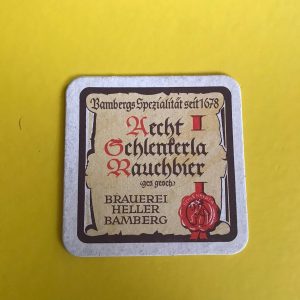 Bambergs Spezialität seit 1678
Aecht
Schlenkerla
Rauchbier
(ges gesch)
BRAUEREI
HELLER
BAMBERG